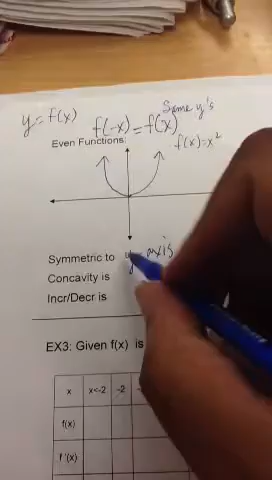 Same y's
y = f(x)
f(-x) = f(x)
Even Functions:
f(x) = x²
Symmetric to y-axis
Concavity is
Incr/Decr is
EX3: Given f(x) is
x x<-2 -2
f(x)
f'(x)